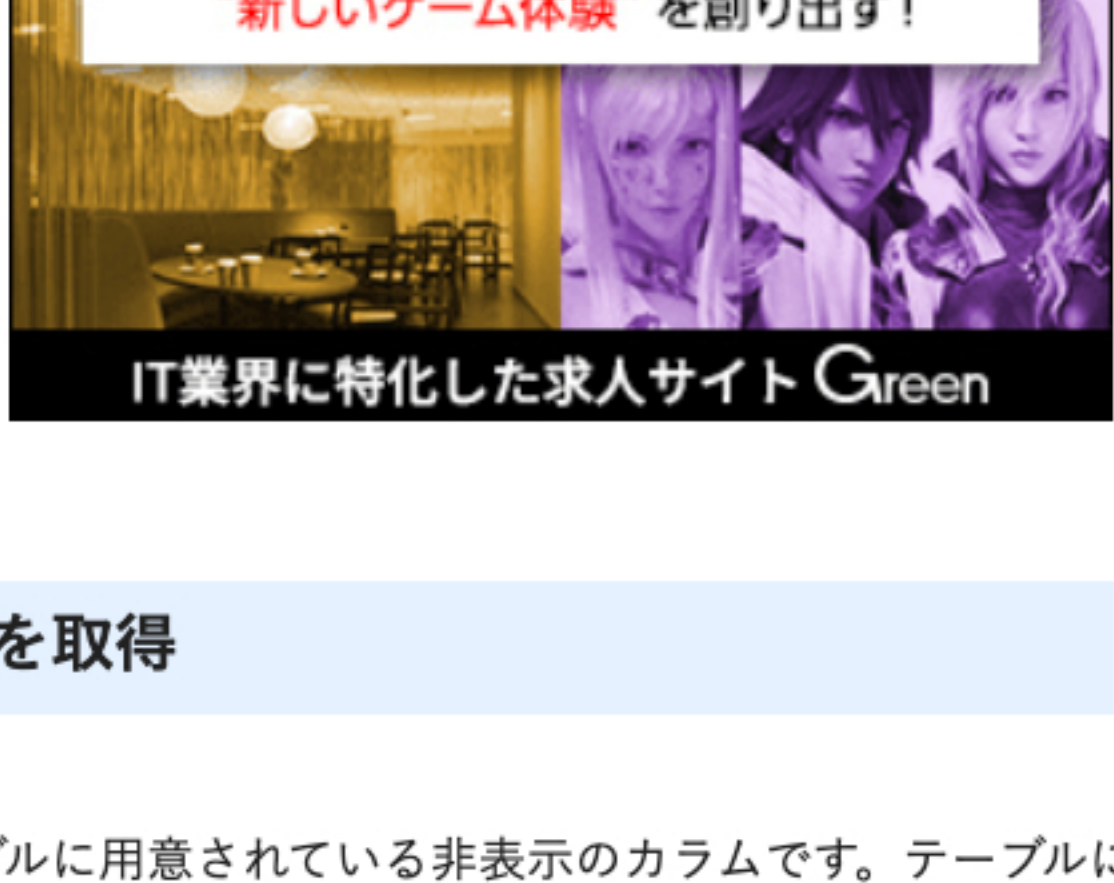 "新しいゲーム体験" を創り出す!
IT業界に特化した求人サイト Green
を取得
ブルに用意されている非表示のカラムです。テーブルに